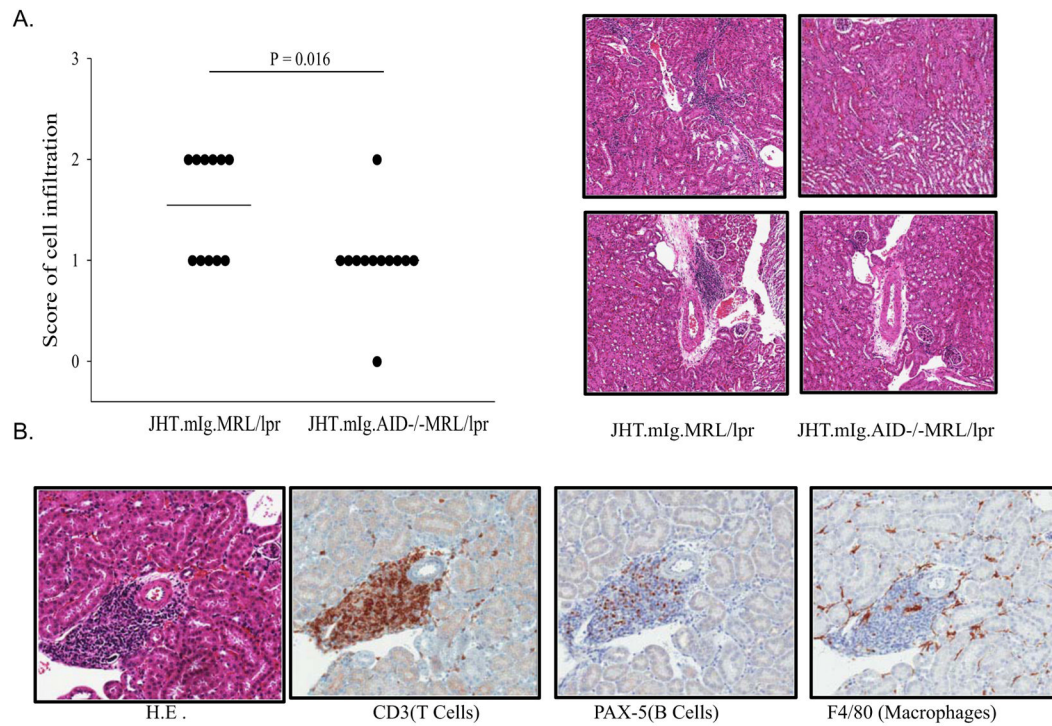 A.
3
P = 0.016
2
1
0
Score of cell infiltration
JHT.mIg.MRL/lpr
JHT.mIg.AID-/-MRL/lpr
JHT.mIg.MRL/lpr
JHT.mIg.AID-/-MRL/lpr
B.
H.E .
CD3(T Cells)
PAX-5(B Cells)
F4/80 (Macrophages)